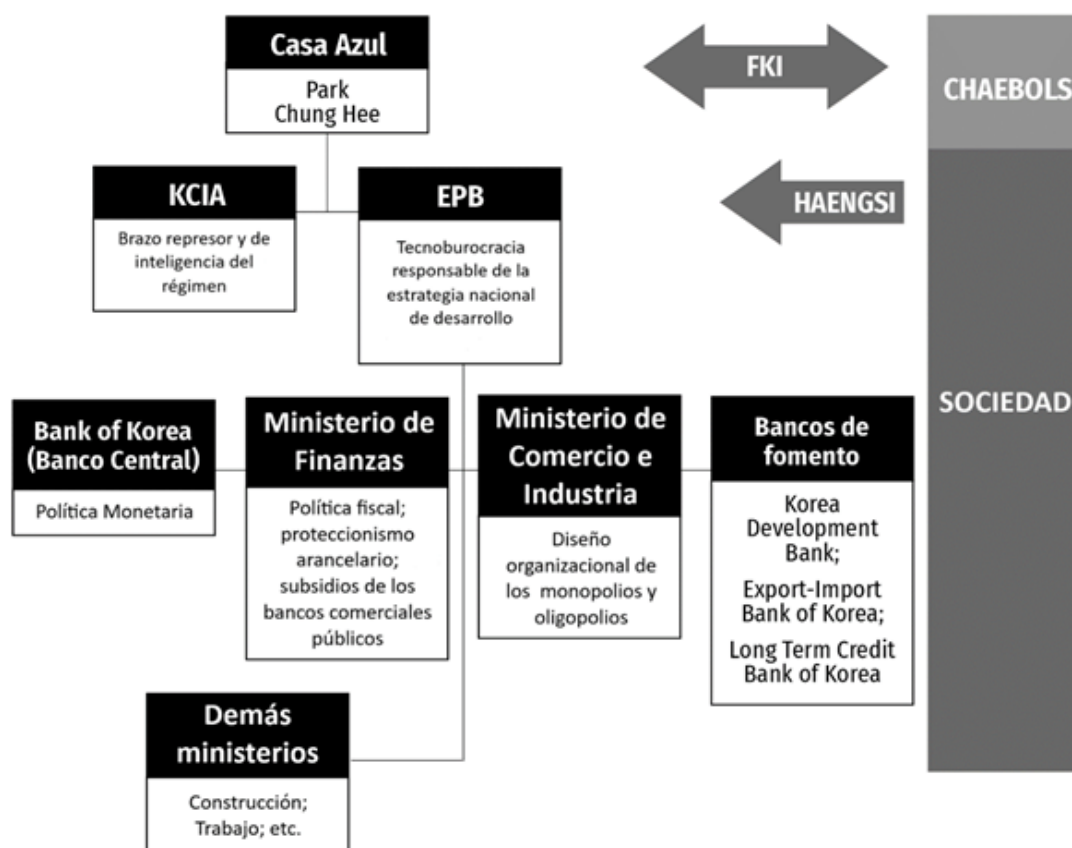 Casa Azul
Park
Chung Hee
FKI
CHAEBOLS
KCIA
Brazo represor y de
inteligencia del
régimen
EPB
Tecnoburocracia
responsable de la
estrategia nacional
de desarrollo
HAENGSI
SOCIEDAD
Bank of Korea
(Banco Central)
Política Monetaria
Ministerio de
Finanzas
Política fiscal;
proteccionismo
arancelario;
subsidios de los
bancos comerciales
públicos
Ministerio de
Comercio e
Industria
Diseño
organizacional de
los monopolios y
oligopolios
Bancos de
fomento
Korea
Development
Bank;
Export-Import
Bank of Korea;
Long Term Credit
Bank of Korea
Demás
ministerios
Construcción;
Trabajo; etc.